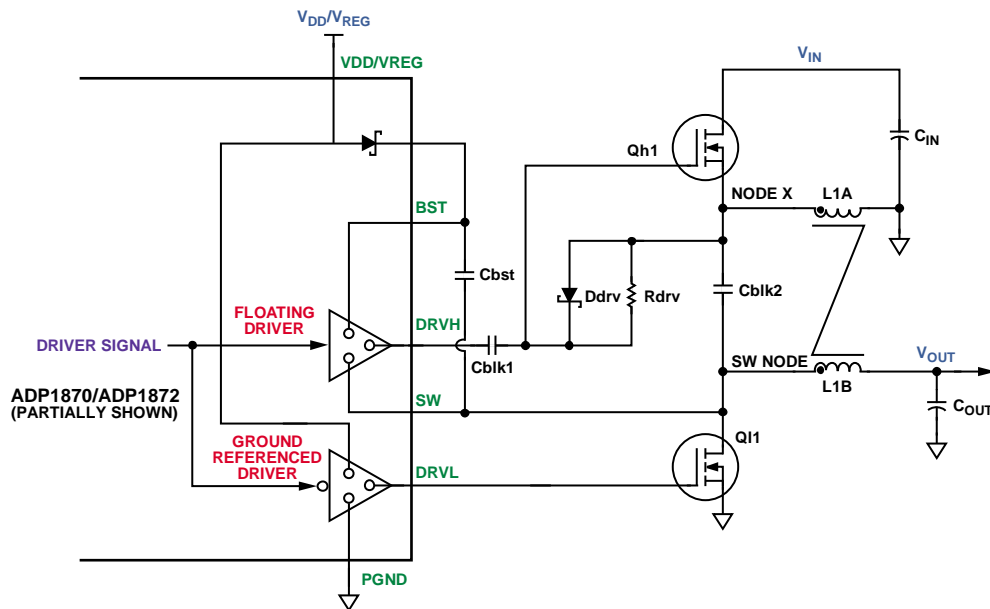 VDD/VREG
VDD/VREG
VIN
CIN
Qh1
NODE X
L1A
BST
Cbst
Ddrv
Rdrv
Cblk2
FLOATING
DRIVER
DRVH
DRIVER SIGNAL
Cblk1
SW NODE
VOUT
L1B
ADP1870/ADP1872
(PARTIALLY SHOWN)
SW
COUT
GROUND
REFERENCED
DRIVER
DRVL
Ql1
PGND